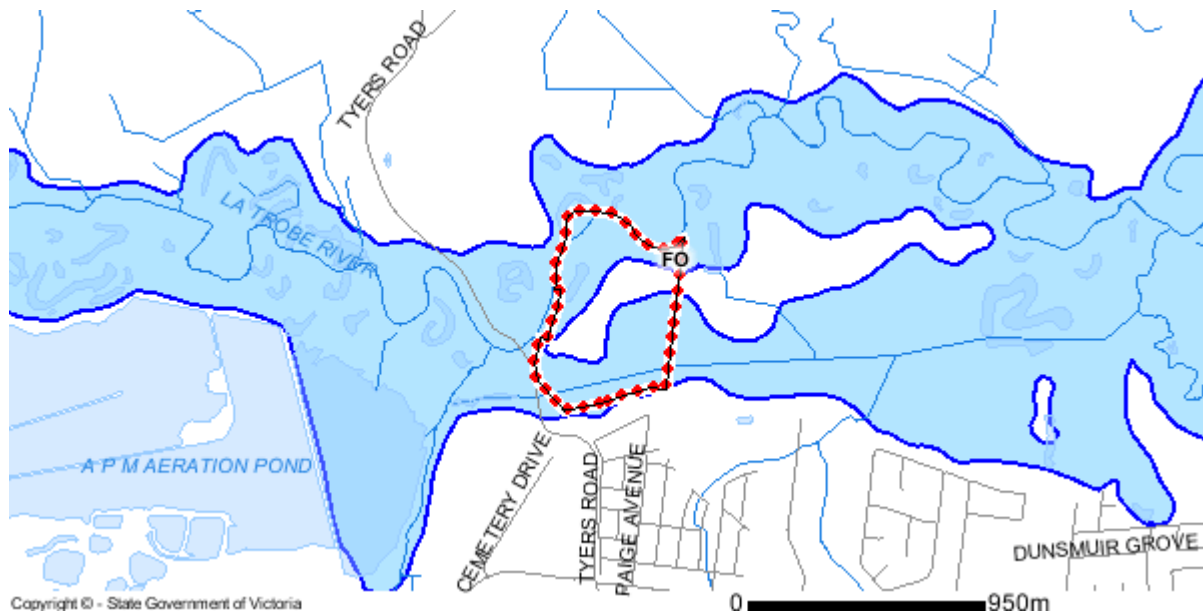 TYERS ROAD
LA TROBE RIVER
FO
A P M AERATION POND
CEMETERY DRIVE
TYERS ROAD
PAIGE AVENUE
DUNSMUIR GROVE
Copyright © - State Government of Victoria
0 950m